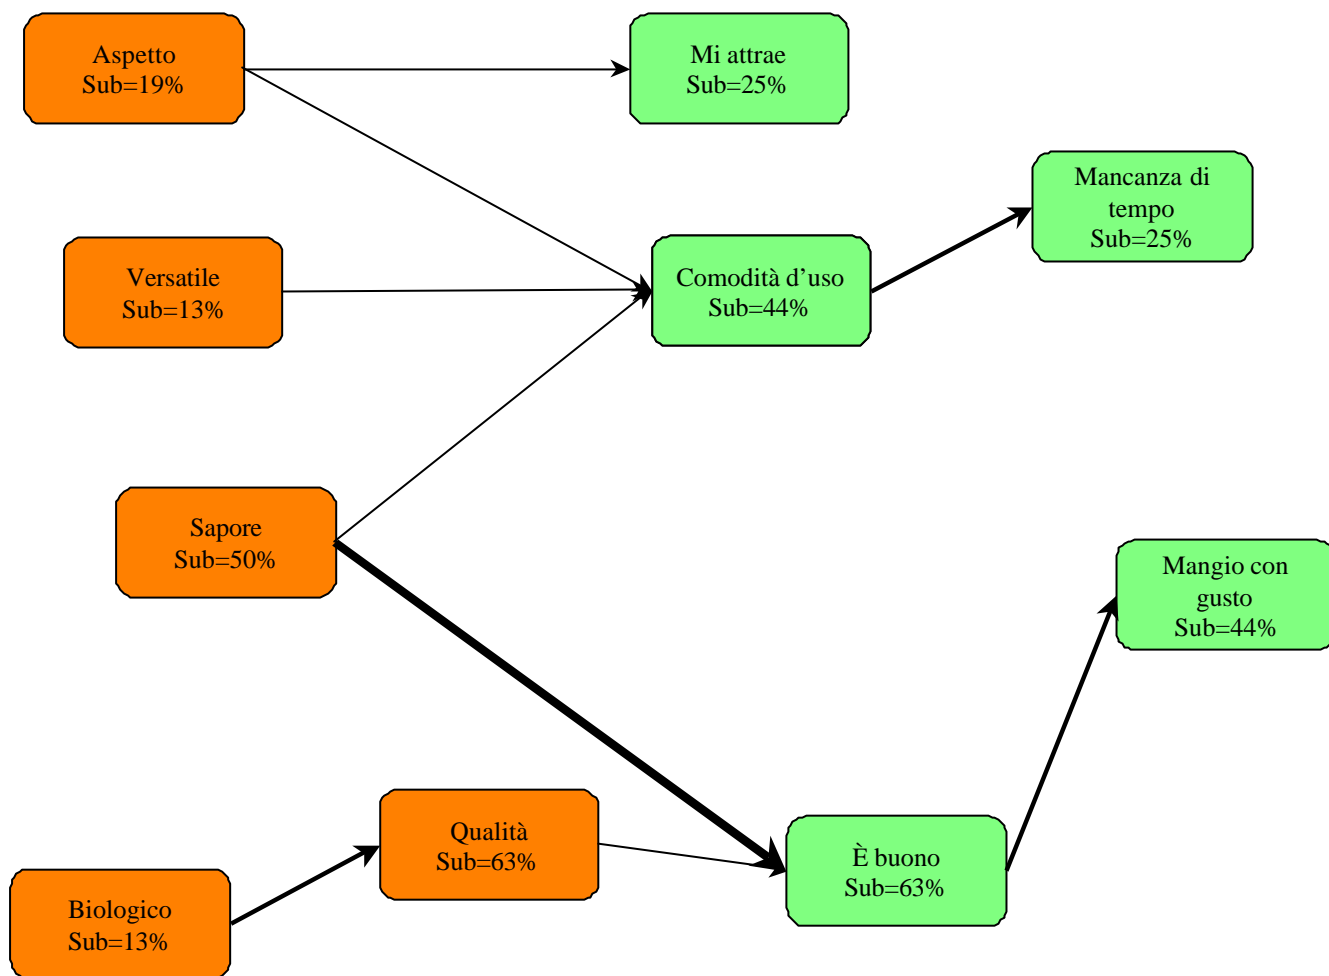 Aspetto
Sub=19%
Mi attrae
Sub=25%
Mancanza di
tempo
Sub=25%
Versatile
Sub=13%
Comodità d’uso
Sub=44%
Sapore
Sub=50%
Mangio con
gusto
Sub=44%
Qualità
Sub=63%
È buono
Sub=63%
Biologico
Sub=13%